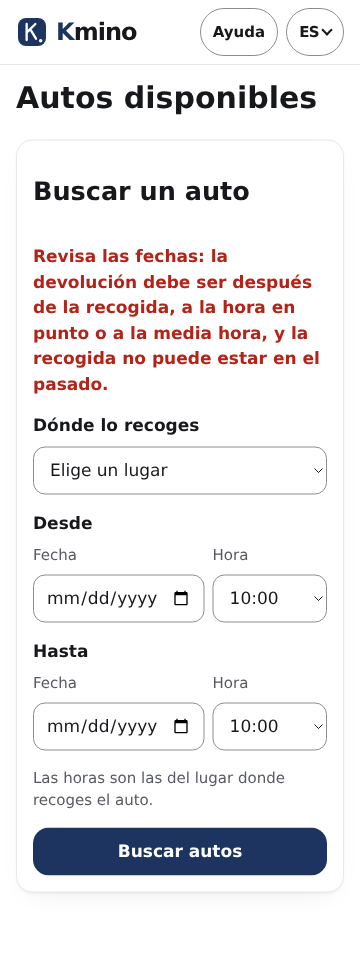 K. Kmino
Ayuda
ES
Autos disponibles
Buscar un auto
Revisa las fechas: la
devolución debe ser después
de la recogida, a la hora en
punto o a la media hora, y la
recogida no puede estar en el
pasado.
Dónde lo recoges
Elige un lugar
Desde
Fecha Hora
mm/dd/yyyy 10:00
Hasta
Fecha Hora
mm/dd/yyyy 10:00
Las horas son las del lugar donde
recoges el auto.
Buscar autos